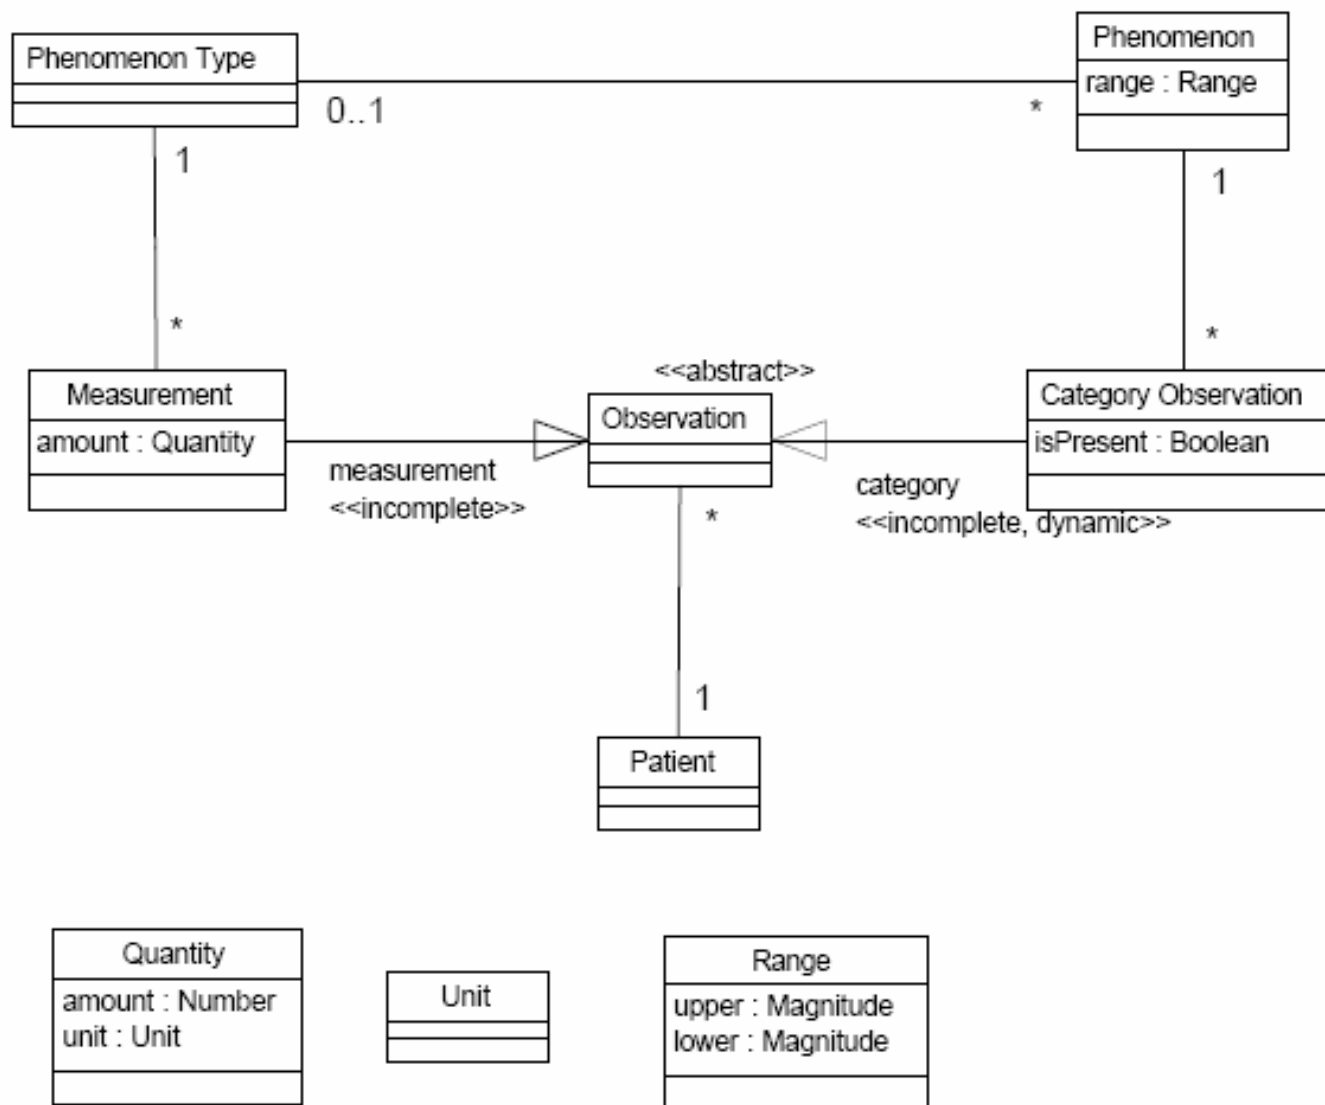 Phenomenon Type
0..1
*
Phenomenon
range : Range
1
*
1
*
Measurement
amount : Quantity
measurement
<<incomplete>>
<<abstract>>
Observation
category
<<incomplete, dynamic>>
Category Observation
isPresent : Boolean
*
1
Patient
Quantity
amount : Number
unit : Unit
Unit
Range
upper : Magnitude
lower : Magnitude